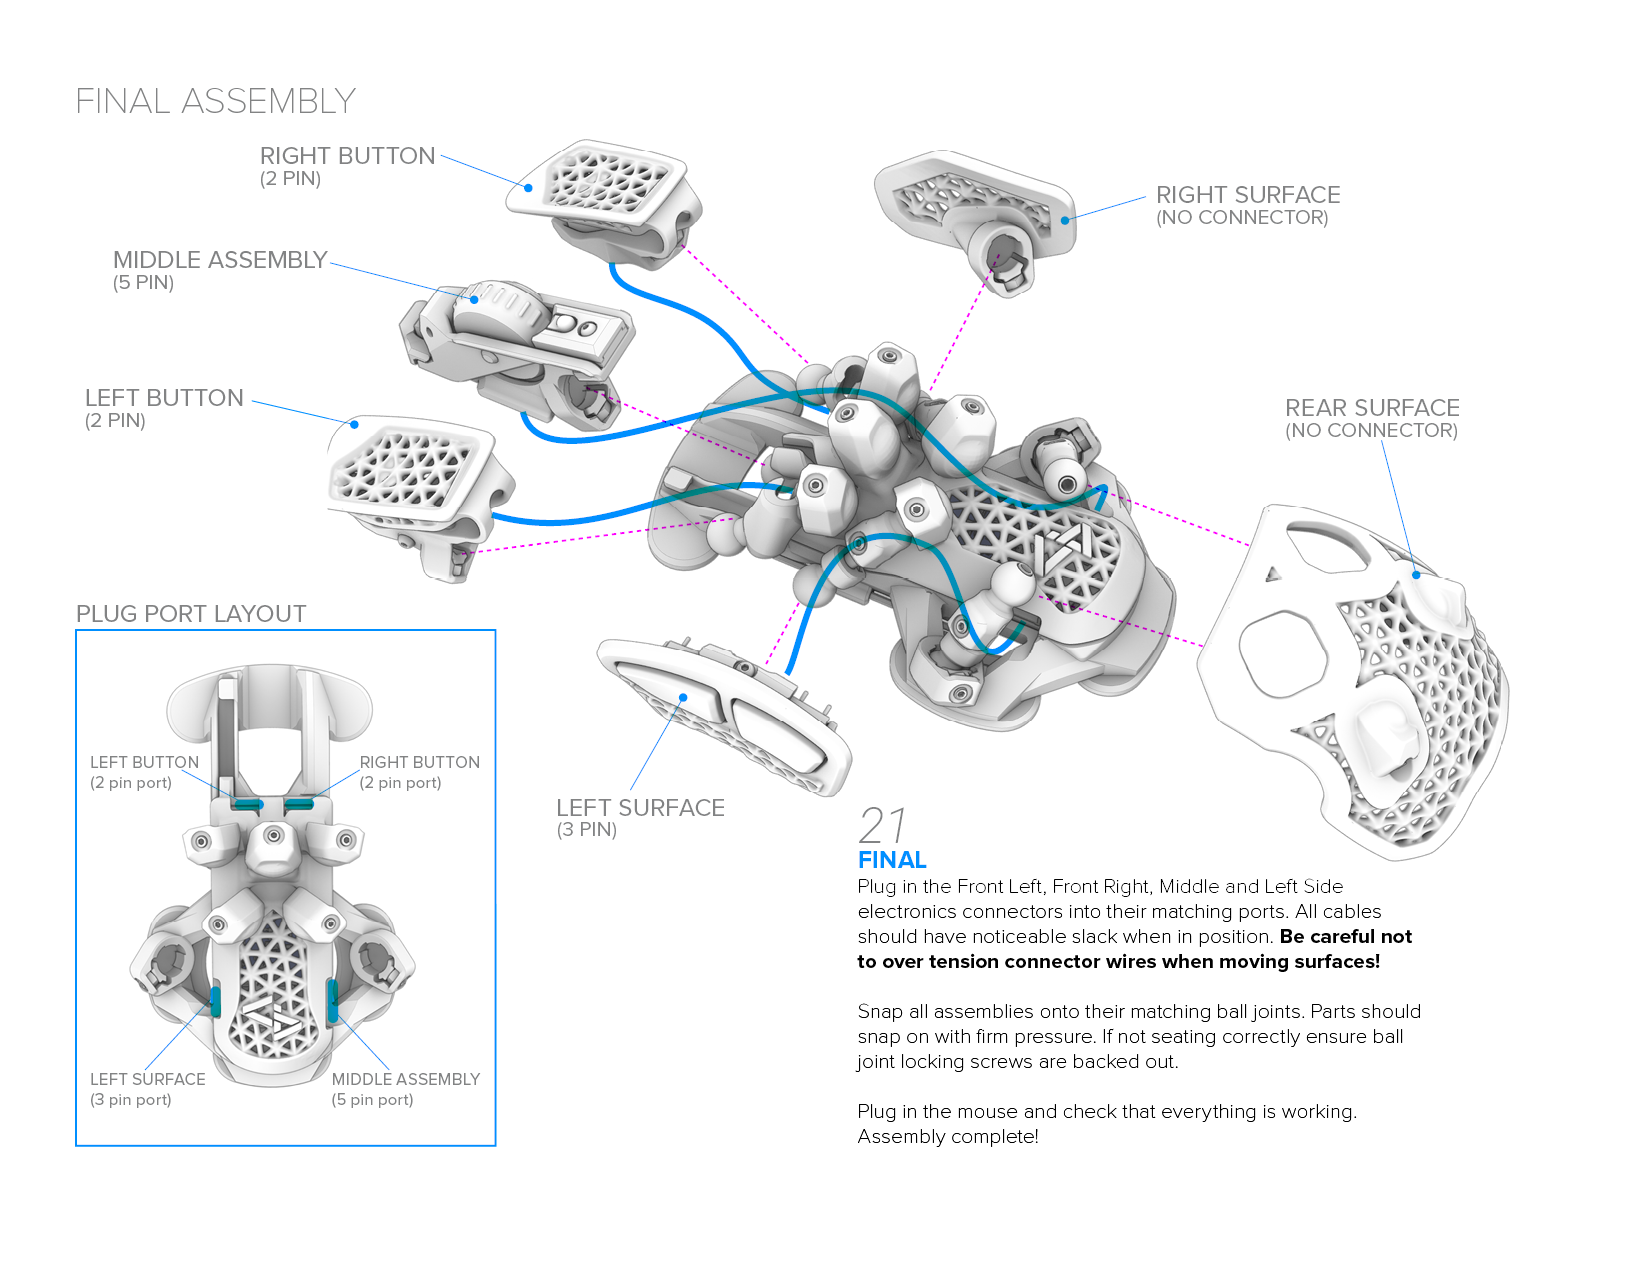 FINAL ASSEMBLY
RIGHT BUTTON
(2 PIN)
RIGHT SURFACE
(NO CONNECTOR)
MIDDLE ASSEMBLY
(5 PIN)
LEFT BUTTON
(2 PIN)
REAR SURFACE
(NO CONNECTOR)
PLUG PORT LAYOUT
LEFT BUTTON
(2 pin port)
RIGHT BUTTON
(2 pin port)
LEFT SURFACE
(3 pin port)
MIDDLE ASSEMBLY
(5 pin port)
LEFT SURFACE
(3 PIN)
21
FINAL
Plug in the Front Left, Front Right, Middle and Left Side
electronics connectors into their matching ports. All cables
should have noticeable slack when in position. Be careful not
to over tension connector wires when moving surfaces!
Snap all assemblies onto their matching ball joints. Parts should
snap on with firm pressure. If not seating correctly ensure ball
joint locking screws are backed out.
Plug in the mouse and check that everything is working.
Assembly complete!